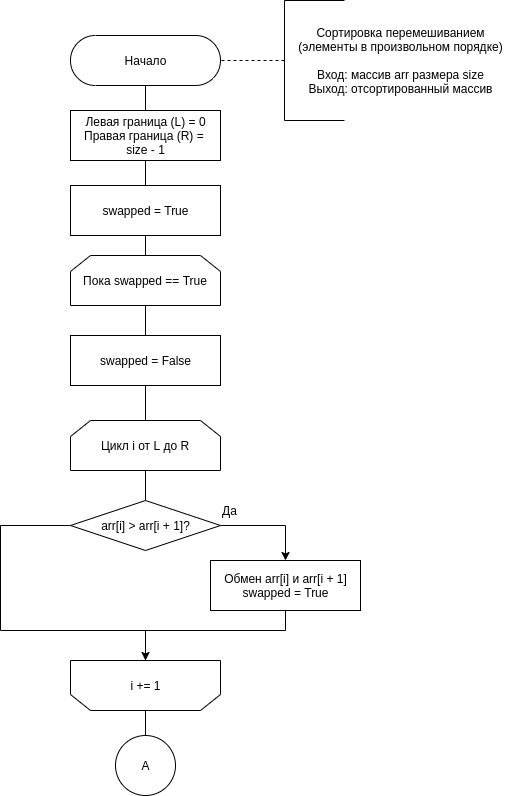 Начало
Сортировка перемешиванием
(элементы в произвольном порядке)
Вход: массив arr размера size
Выход: отсортированный массив
Левая граница (L) = 0
Правая граница (R) =
size - 1
swapped = True
Пока swapped == True
swapped = False
Цикл i от L до R
arr[i] > arr[i + 1]?
Да
Обмен arr[i] и arr[i + 1]
swapped = True
i += 1
A